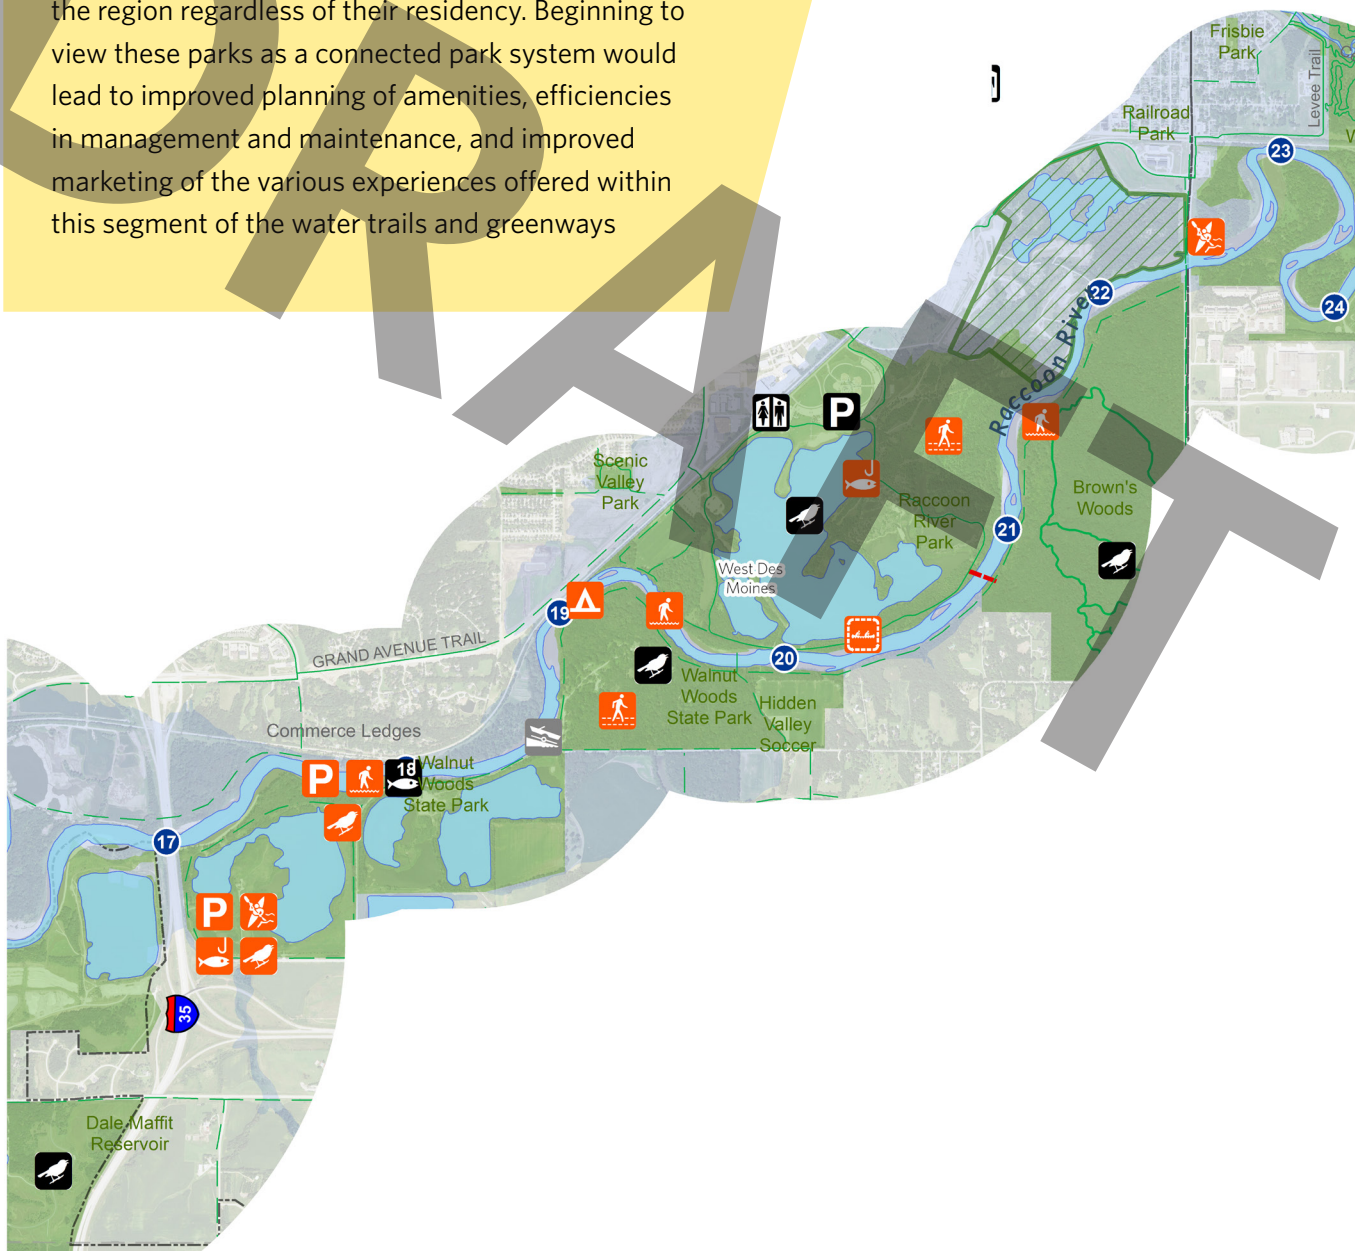 the region regardless of their residency. Beginning to
view these parks as a connected park system would
lead to improved planning of amenities, efficiencies
in management and maintenance, and improved
marketing of the various experiences offered within
this segment of the water trails and greenways
DRAFT
Frisbie
Park
Levee Trail
Railroad
Park
23
22
24
Raccoon River
P
Scenic
Valley
Park
Raccoon
River
Park
Brown's
Woods
21
West Des
Moines
19
20
GRAND AVENUE TRAIL
Walnut
Woods
State Park
Hidden
Valley
Soccer
Commerce Ledges
P
18
Walnut
Woods
State Park
17
P
35
Dale Maffit
Reservoir